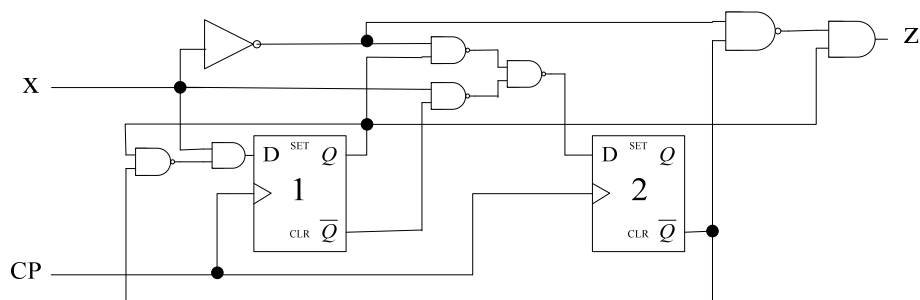 Z
X
D SET Q
1
CLR Q̅
D SET Q
2
CLR Q̅
CP